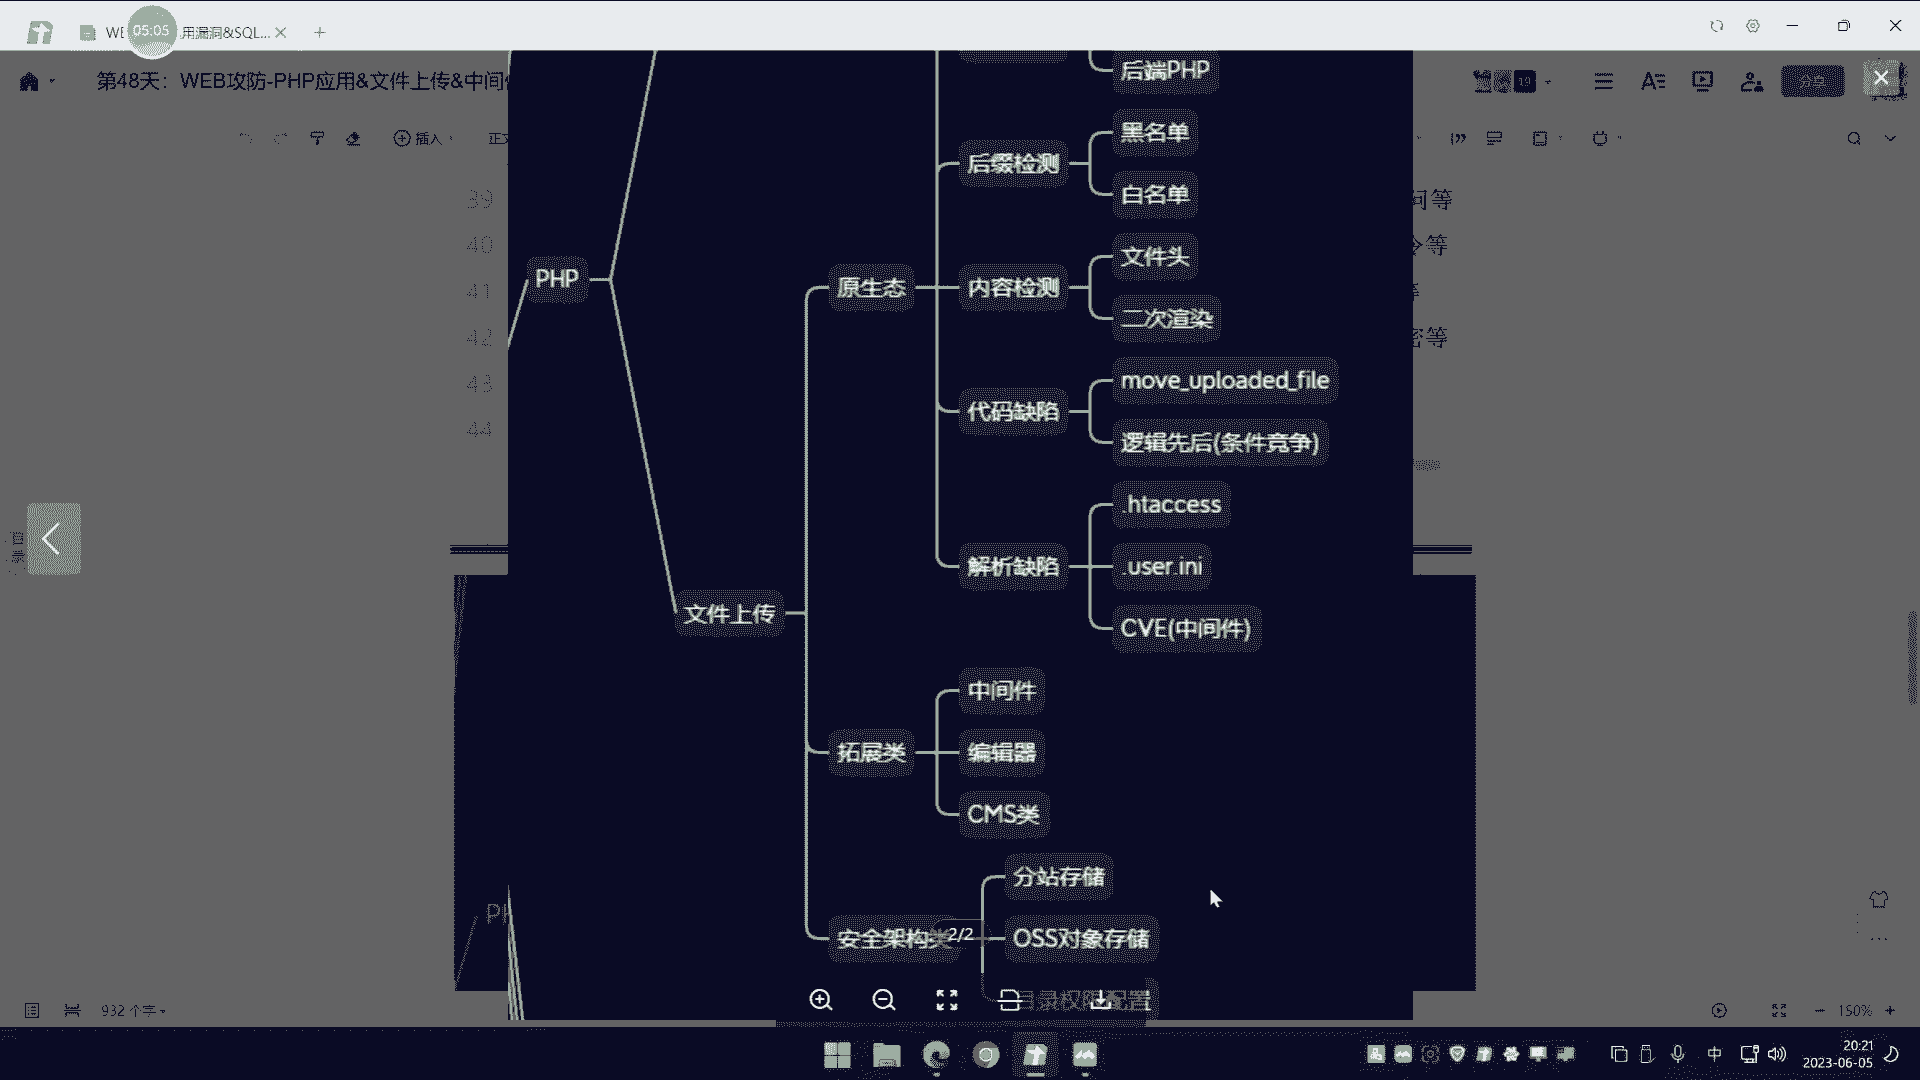 WE
05:05
用漏洞&SQL...
第48天：WEB攻防-PHP应用&文件上传&中间
19
分享
插入
正文
39
40
41
42
43
44
问等
令等
等
密等
目录
后端PHP
黑名单
后缀检测
白名单
文件头
PHP
原生态
内容检测
二次渲染
move_uploaded_file
代码缺陷
逻辑先后(条件竞争)
.htaccess
解析缺陷
.user.ini
文件上传
CVE(中间件)
中间件
拓展类
编辑器
CMS类
分站存储
安全架构类
2/2
OSS对象存储
目录权限配置
932 个字
150%
中
20:21
2023-06-05